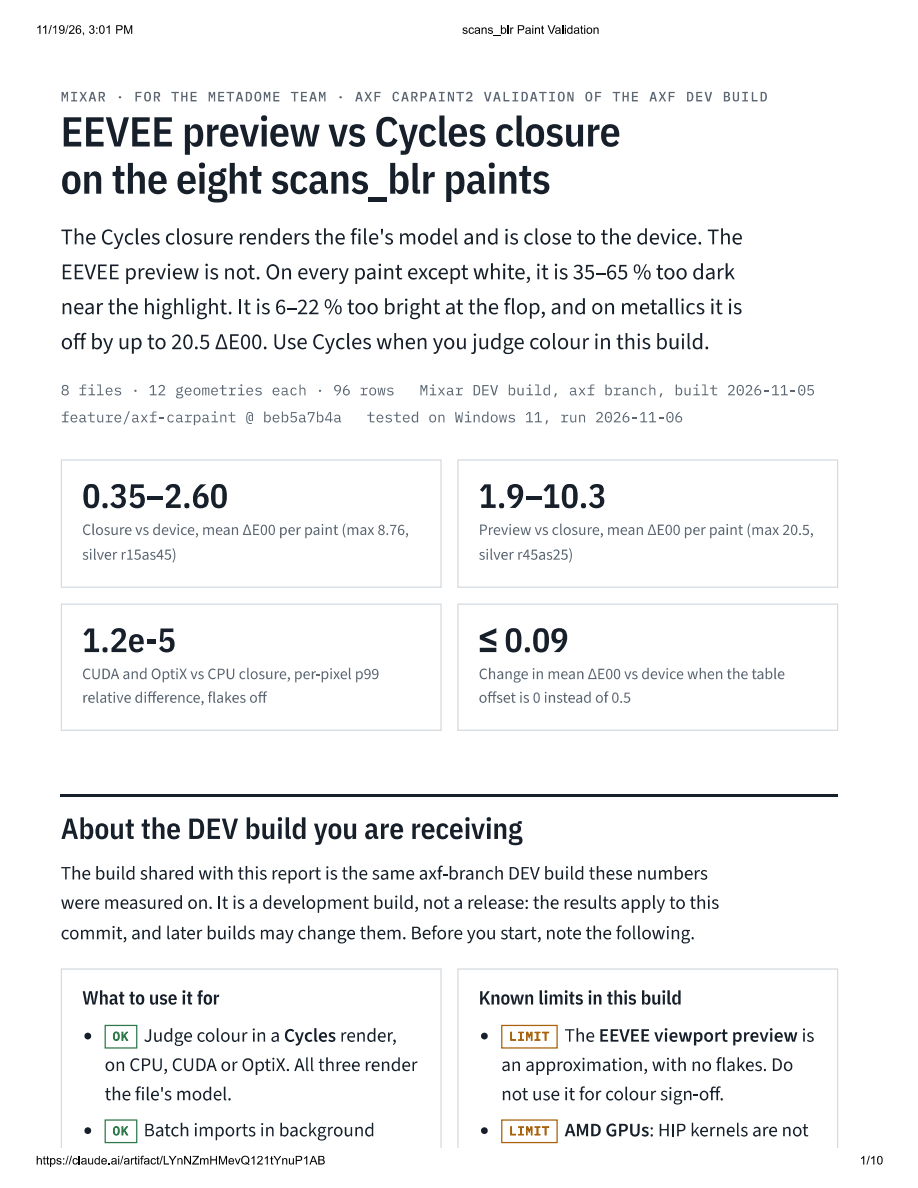 11/19/26, 3:01 PM scans_blr Paint Validation
MIXAR · FOR THE METADOME TEAM · AXF CARPAINT2 VALIDATION OF THE AXF DEV BUILD
EEVEE preview vs Cycles closure
on the eight scans_blr paints
The Cycles closure renders the file's model and is close to the device. The
EEVEE preview is not. On every paint except white, it is 35–65 % too dark
near the highlight. It is 6–22 % too bright at the flop, and on metallics it is
off by up to 20.5 ΔE00. Use Cycles when you judge colour in this build.
8 files · 12 geometries each · 96 rows Mixar DEV build, axf branch, built 2026-11-05
feature/axf-carpaint @ beb5a7b4a tested on Windows 11, run 2026-11-06
0.35–2.60
Closure vs device, mean ΔE00 per paint (max 8.76,
silver r15as45)
1.9–10.3
Preview vs closure, mean ΔE00 per paint (max 20.5,
silver r45as25)
1.2e-5
CUDA and OptiX vs CPU closure, per-pixel p99
relative difference, flakes off
≤ 0.09
Change in mean ΔE00 vs device when the table
offset is 0 instead of 0.5
About the DEV build you are receiving
The build shared with this report is the same axf-branch DEV build these numbers
were measured on. It is a development build, not a release: the results apply to this
commit, and later builds may change them. Before you start, note the following.
What to use it for
• OK Judge colour in a Cycles render,
on CPU, CUDA or OptiX. All three render
the file's model.
• OK Batch imports in background
Known limits in this build
• LIMIT The EEVEE viewport preview is
an approximation, with no flakes. Do
not use it for colour sign-off.
• LIMIT AMD GPUs: HIP kernels are not
https://claude.ai/artifact/LYnNZmHMevQ121tYnuP1AB 1/10